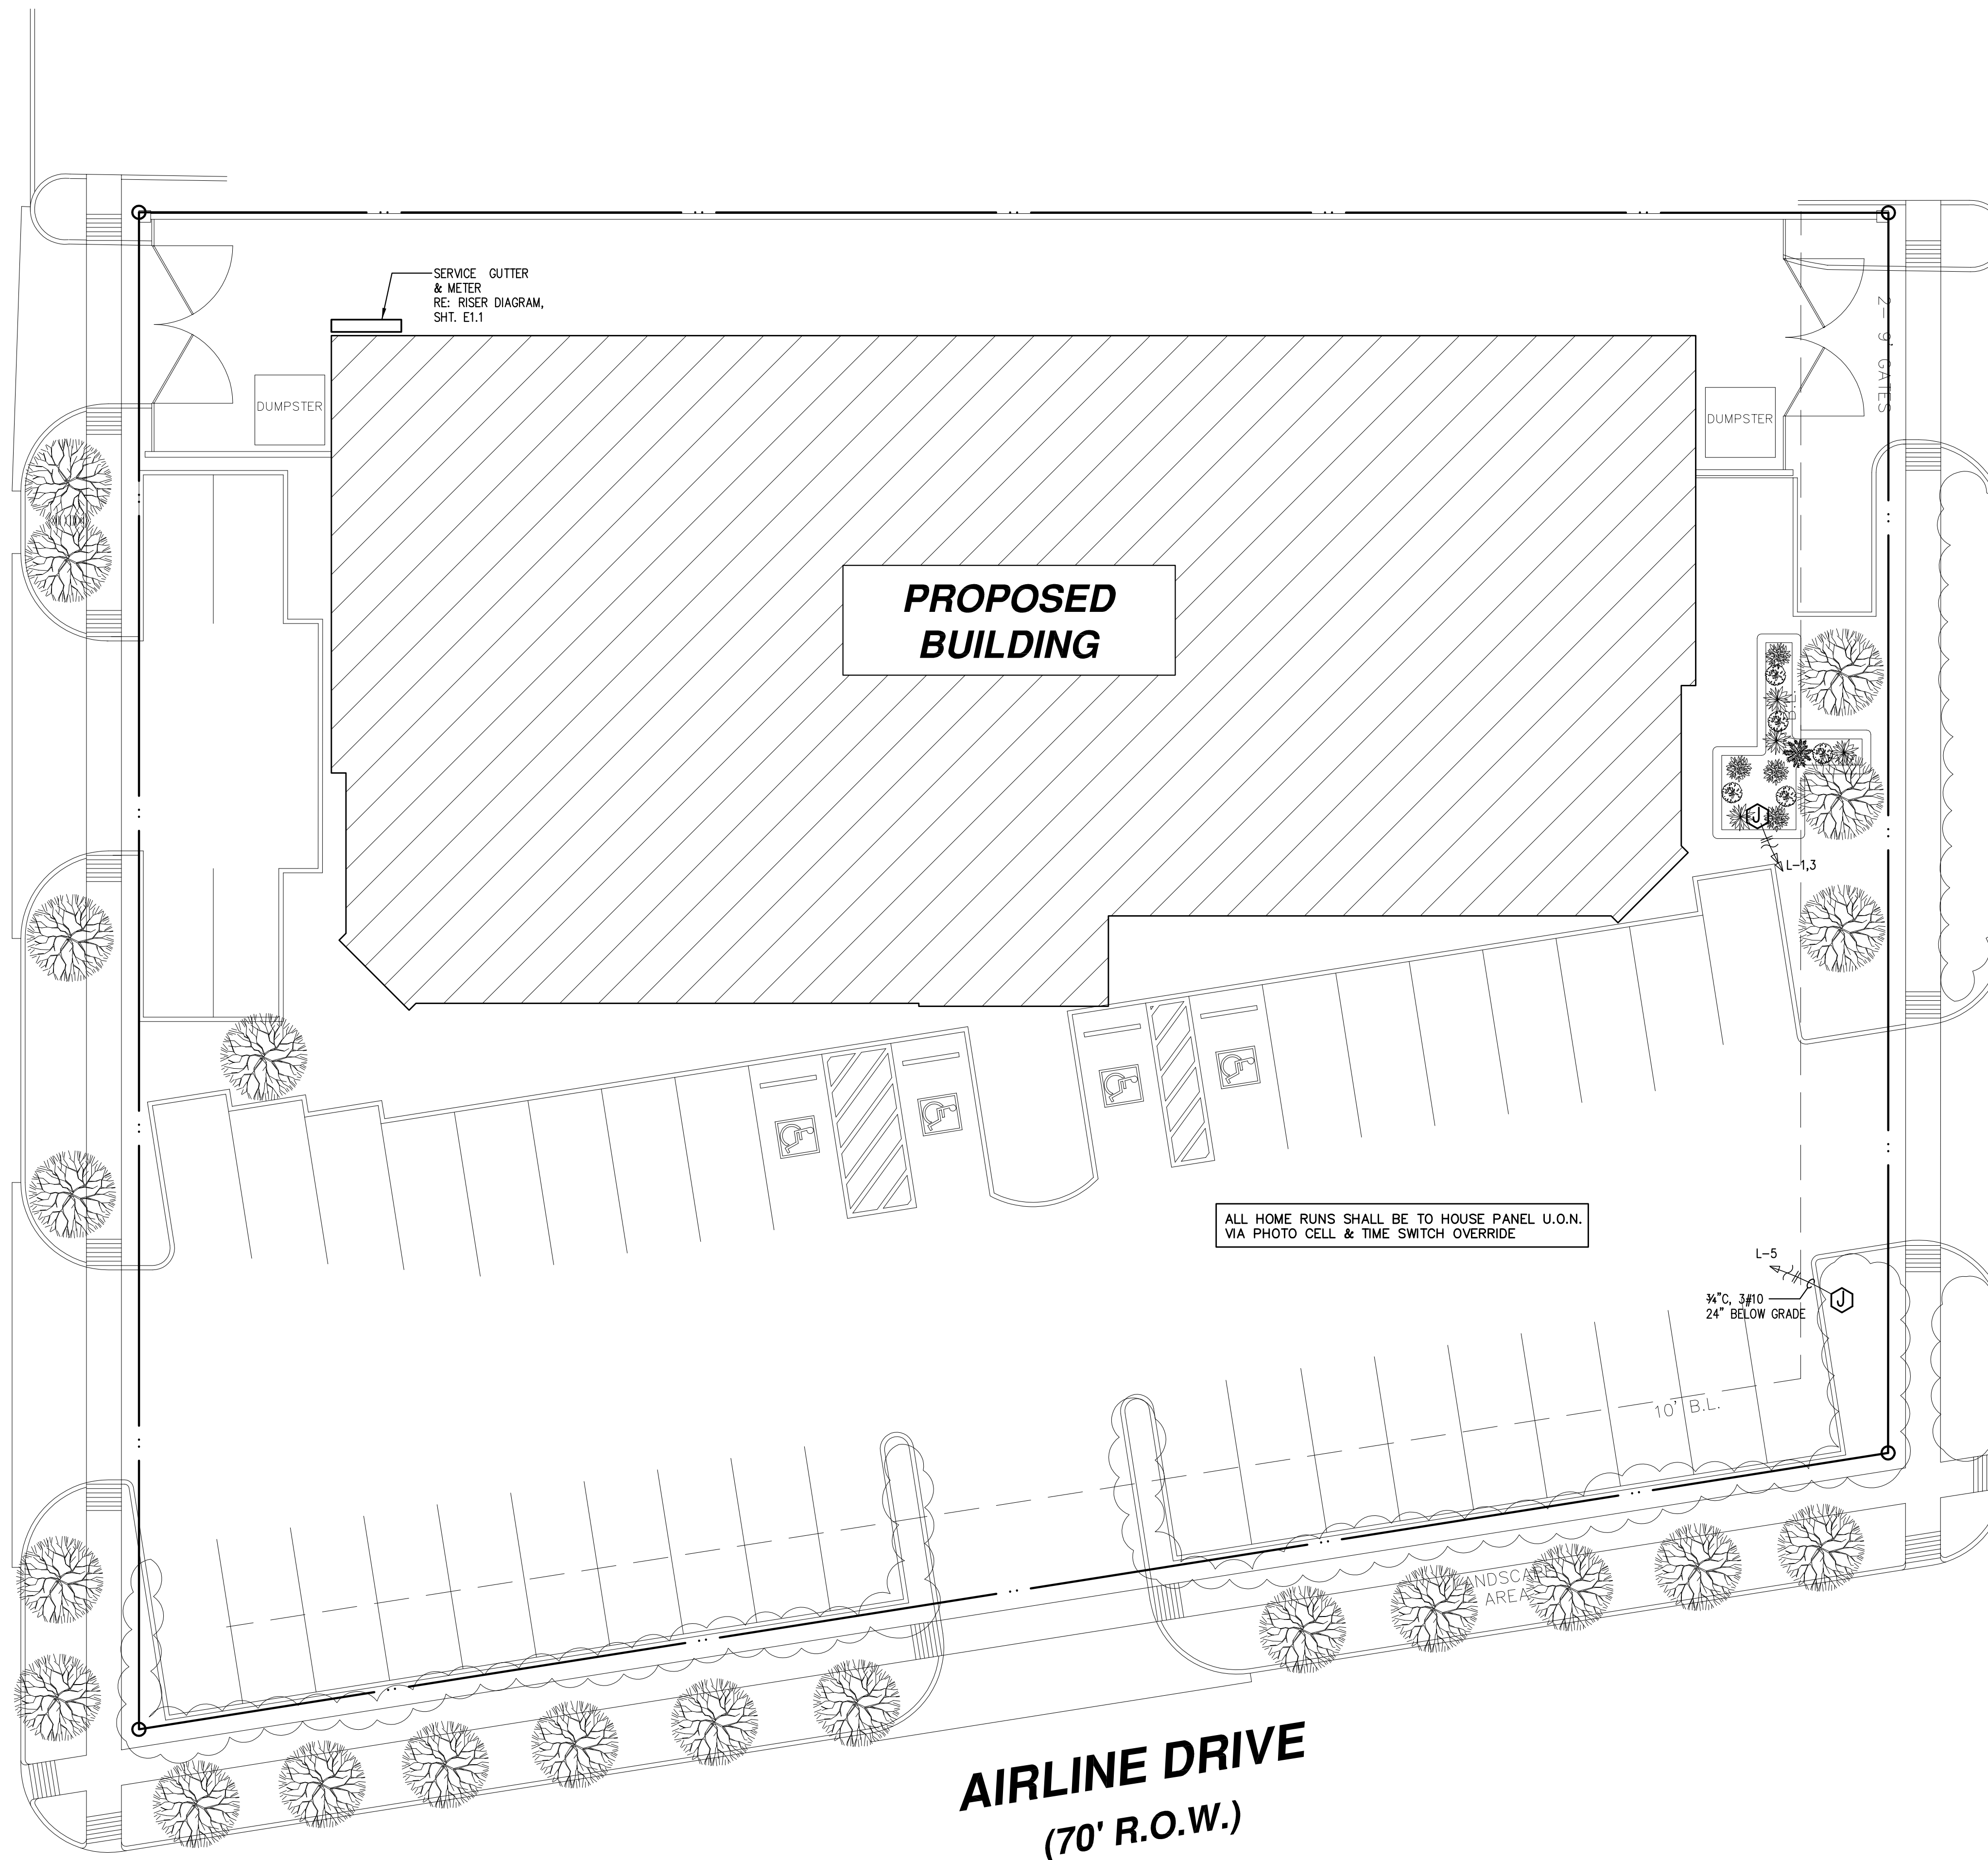 SERVICE GUTTER
& METER
RE: RISER DIAGRAM,
SHT. E1.1
2- 9' GATES
DUMPSTER
DUMPSTER
PROPOSED
BUILDING
J
L-1,3
ALL HOME RUNS SHALL BE TO HOUSE PANEL U.O.N.
VIA PHOTO CELL & TIME SWITCH OVERRIDE
L-5
J
¾"C, 3#10
24" BELOW GRADE
10' B.L.
LANDSCAPE
AREA
AIRLINE DRIVE
(70' R.O.W.)